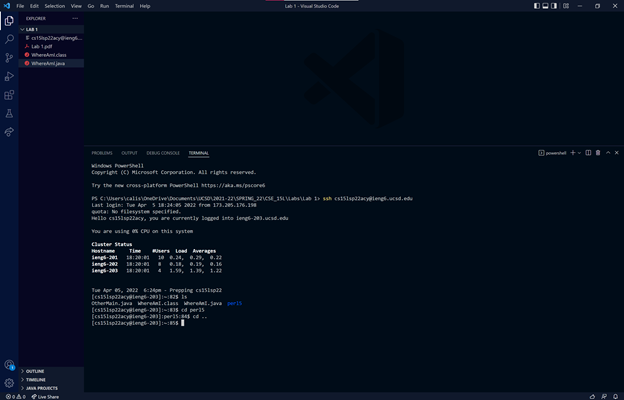 File Edit Selection View Go Run Terminal Help
Lab 1 - Visual Studio Code
EXPLORER
LAB 1
cs15lsp22acy@ieng6....
Lab 1.pdf
WhereAmI.class
WhereAmI.java
PROBLEMS OUTPUT DEBUG CONSOLE TERMINAL
powershell
Windows PowerShell
Copyright (C) Microsoft Corporation. All rights reserved.
Try the new cross-platform PowerShell https://aka.ms/pscore6
PS C:\Users\calis\OneDrive\Documents\UCSD\2021-22\SPRING_22\CSE_15L\Labs\Lab 1> ssh cs15lsp22acy@ieng6.ucsd.edu
Last login: Tue Apr 5 18:24:05 2022 from 173.205.176.198
quota: No filesystem specified.
Hello cs15lsp22acy, you are currently logged into ieng6-203.ucsd.edu
You are using 0% CPU on this system
Cluster Status
Hostname Time #Users Load Averages
ieng6-201 18:20:01 10 0.24, 0.29, 0.22
ieng6-202 18:20:01 8 0.18, 0.19, 0.16
ieng6-203 18:20:01 4 1.59, 1.39, 1.22
Tue Apr 05, 2022 6:24pm - Prepping cs15lsp22
[cs15lsp22acy@ieng6-203]:~:82$ ls
OtherMain.java WhereAmI.class WhereAmI.java perl5
[cs15lsp22acy@ieng6-203]:~:83$ cd perl5
[cs15lsp22acy@ieng6-203]:perl5:84$ cd ..
[cs15lsp22acy@ieng6-203]:~:85$
OUTLINE
TIMELINE
JAVA PROJECTS
0 0 Live Share